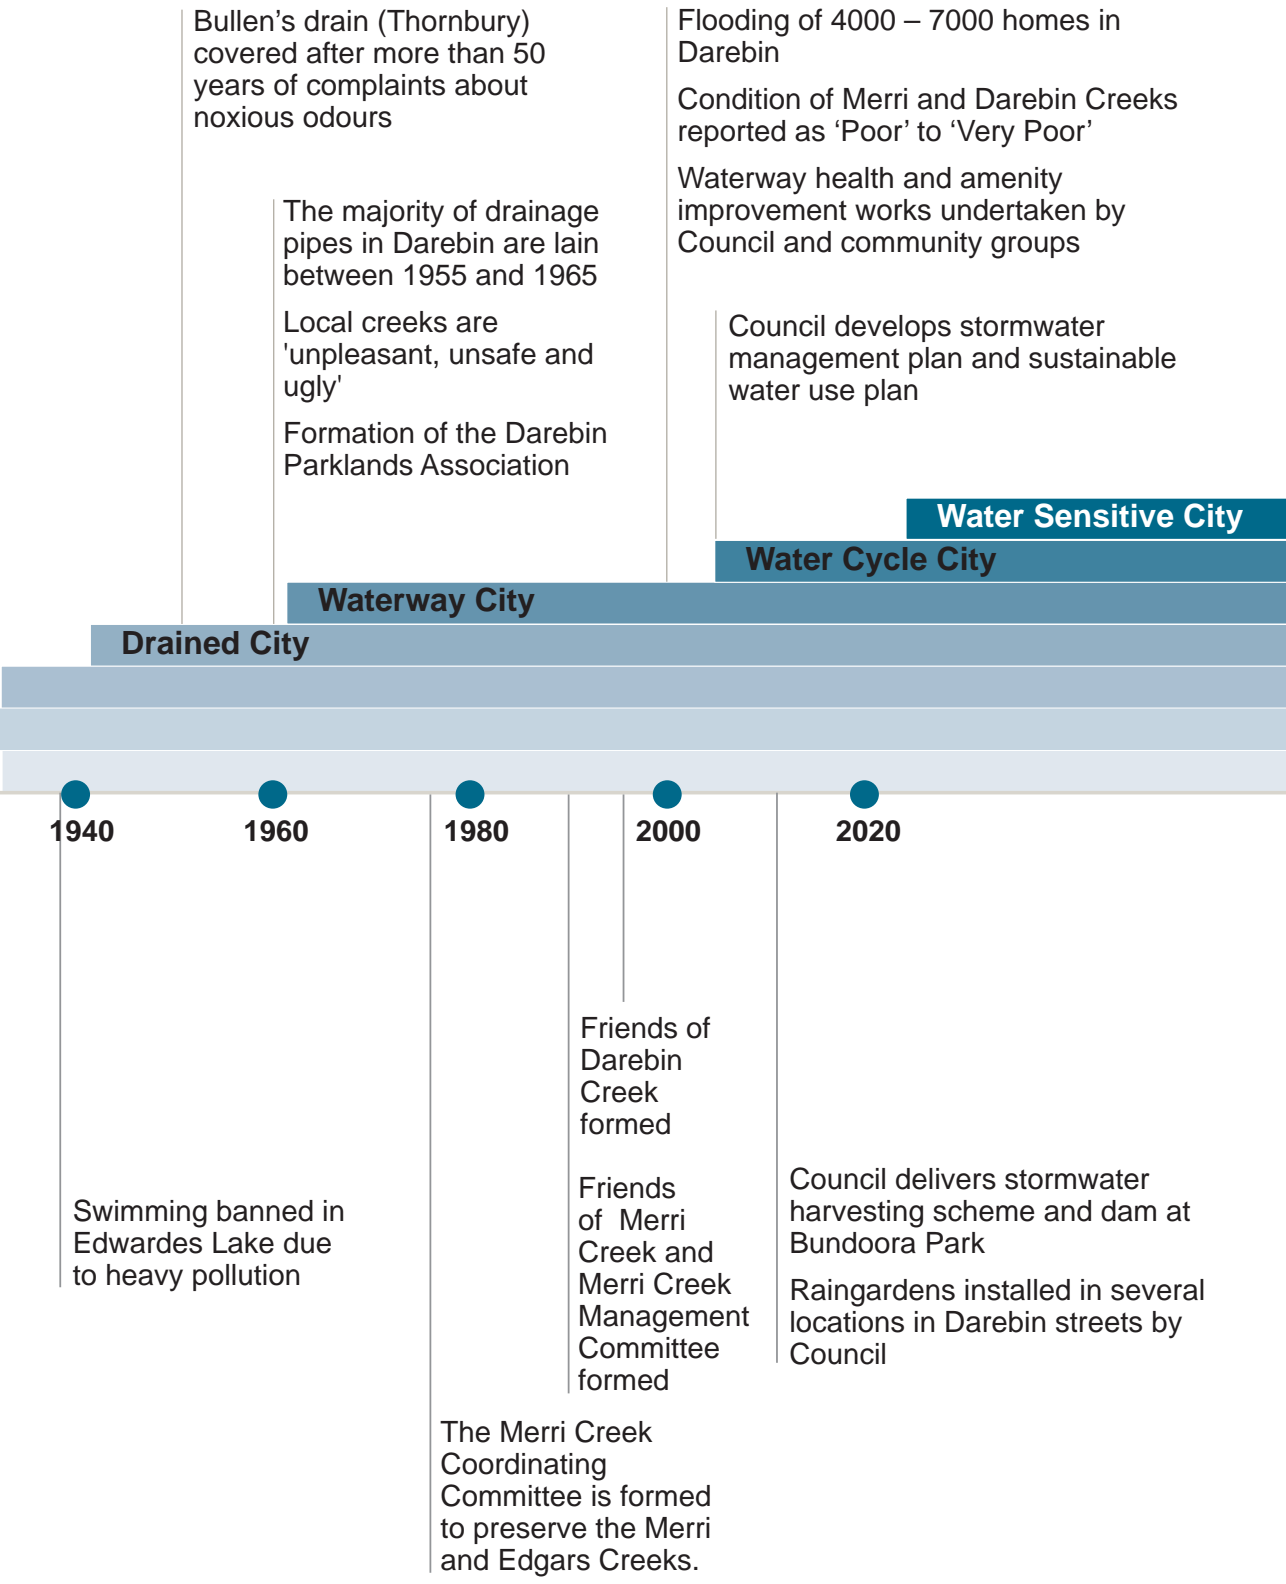 Bullen’s drain (Thornbury)
covered after more than 50
years of complaints about
noxious odours
The majority of drainage
pipes in Darebin are lain
between 1955 and 1965
Local creeks are
'unpleasant, unsafe and
ugly'
Formation of the Darebin
Parklands Association
Flooding of 4000 – 7000 homes in
Darebin
Condition of Merri and Darebin Creeks
reported as ‘Poor’ to ‘Very Poor’
Waterway health and amenity
improvement works undertaken by
Council and community groups
Council develops stormwater
management plan and sustainable
water use plan
Water Sensitive City
Water Cycle City
Waterway City
Drained City
1940
1960
1980
2000
2020
Swimming banned in
Edwardes Lake due
to heavy pollution
The Merri Creek
Coordinating
Committee is formed
to preserve the Merri
and Edgars Creeks.
Friends of
Darebin
Creek
formed
Friends
of  Merri
Creek and
Merri Creek
Management
Committee
formed
Council delivers stormwater
harvesting scheme and dam at
Bundoora Park
Raingardens installed in several
locations in Darebin streets by
Council